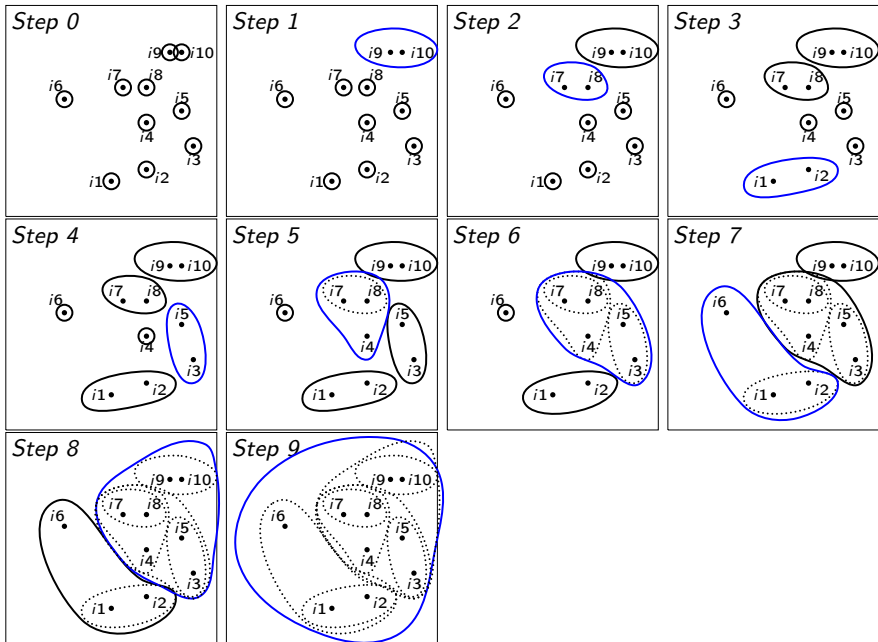 Step 0
i9 i10
i7 i8
i6
i5
i4
i3
i1 i2
Step 1
i9 i10
i7 i8
i6
i5
i4
i3
i1 i2
Step 2
i9 i10
i7 i8
i6
i5
i4
i3
i1 i2
Step 3
i9 i10
i7 i8
i6
i5
i4
i3
i1 i2
Step 4
i9 i10
i7 i8
i6
i5
i4
i3
i1 i2
Step 5
i9 i10
i7 i8
i6
i5
i4
i3
i1 i2
Step 6
i9 i10
i7 i8
i6
i5
i4
i3
i1 i2
Step 7
i9 i10
i7 i8
i6
i5
i4
i3
i1 i2
Step 8
i9 i10
i7 i8
i6
i5
i4
i3
i1 i2
Step 9
i9 i10
i7 i8
i6
i5
i4
i3
i1 i2